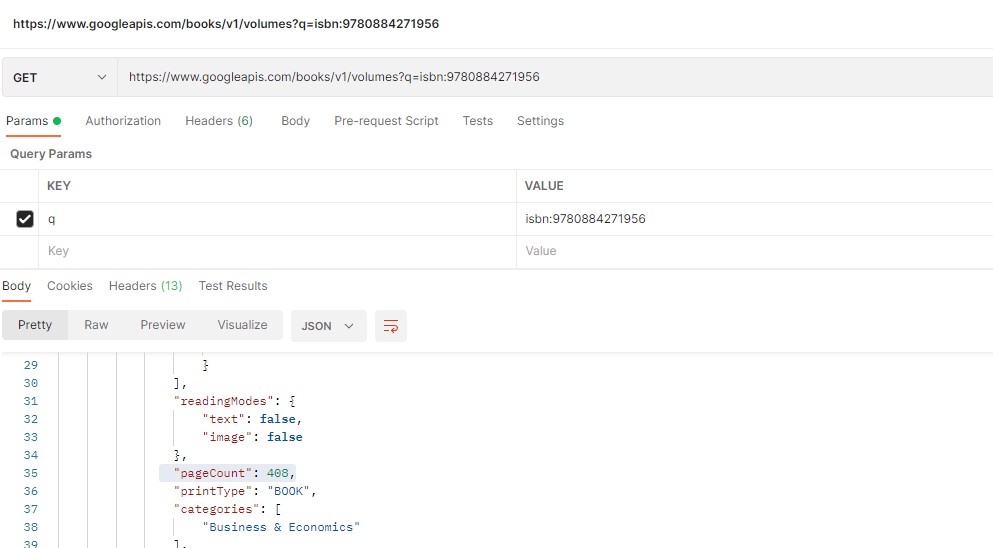 https://www.googleapis.com/books/v1/volumes?q=isbn:9780884271956
GET https://www.googleapis.com/books/v1/volumes?q=isbn:9780884271956
Params Authorization Headers (6) Body Pre-request Script Tests Settings
Query Params
KEY VALUE
q isbn:9780884271956
Key Value
Body Cookies Headers (13) Test Results
Pretty Raw Preview Visualize JSON
29 }
30 ],
31 "readingModes": {
32 "text": false,
33 "image": false
34 },
35 "pageCount": 408,
36 "printType": "BOOK",
37 "categories": [
38 "Business & Economics"
39 ],